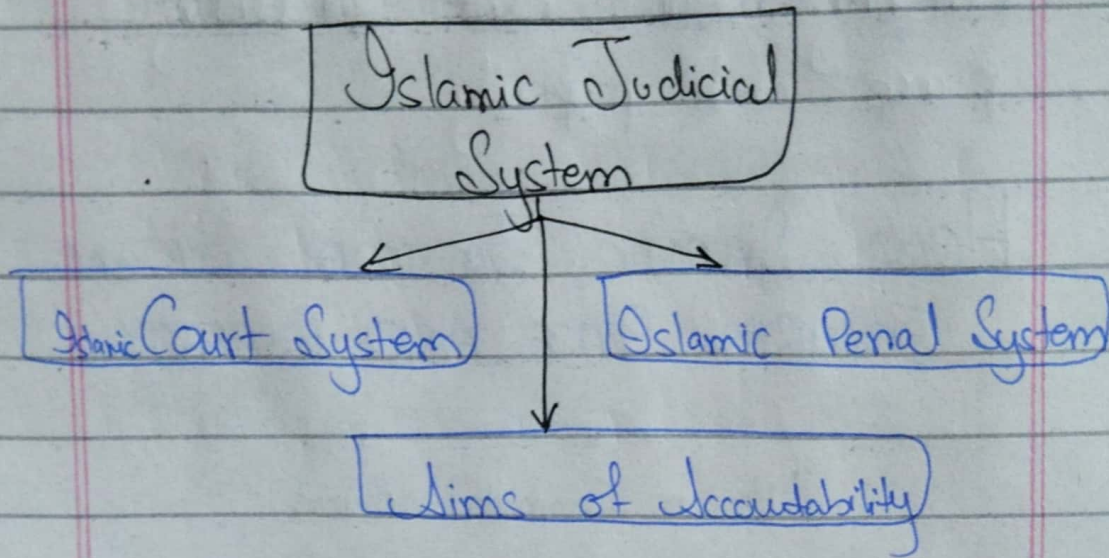 Islamic Judicial
System
Islamic Court System
Islamic Penal System
Aims of Accountability